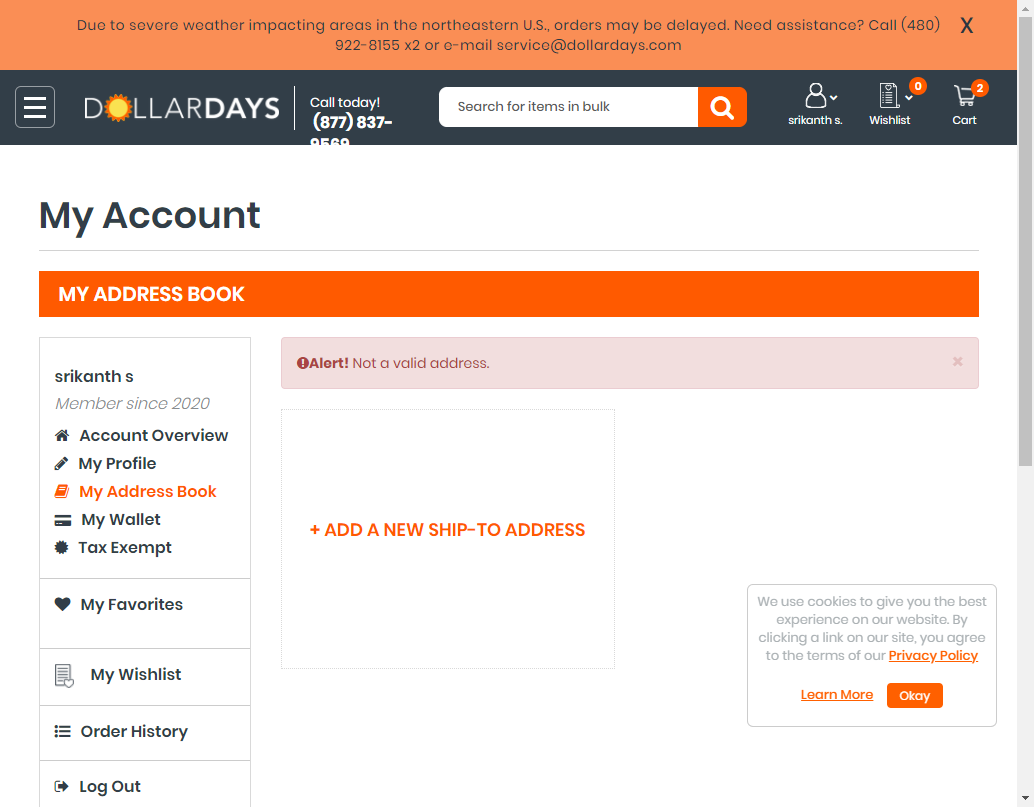 Due to severe weather impacting areas in the northeastern U.S., orders may be delayed. Need assistance? Call (480)
922-8155 x2 or e-mail service@dollardays.com
X
DOLLARDAYS
Call today!
(877) 837-
9569
Search for items in bulk
srikanth s.
0
Wishlist
2
Cart
My Account
MY ADDRESS BOOK
srikanth s
Member since 2020
Account Overview
My Profile
My Address Book
My Wallet
Tax Exempt
My Favorites
My Wishlist
Order History
Log Out
Alert! Not a valid address.
×
+ ADD A NEW SHIP-TO ADDRESS
We use cookies to give you the best
experience on our website. By
clicking a link on our site, you agree
to the terms of our Privacy Policy
Learn More
Okay